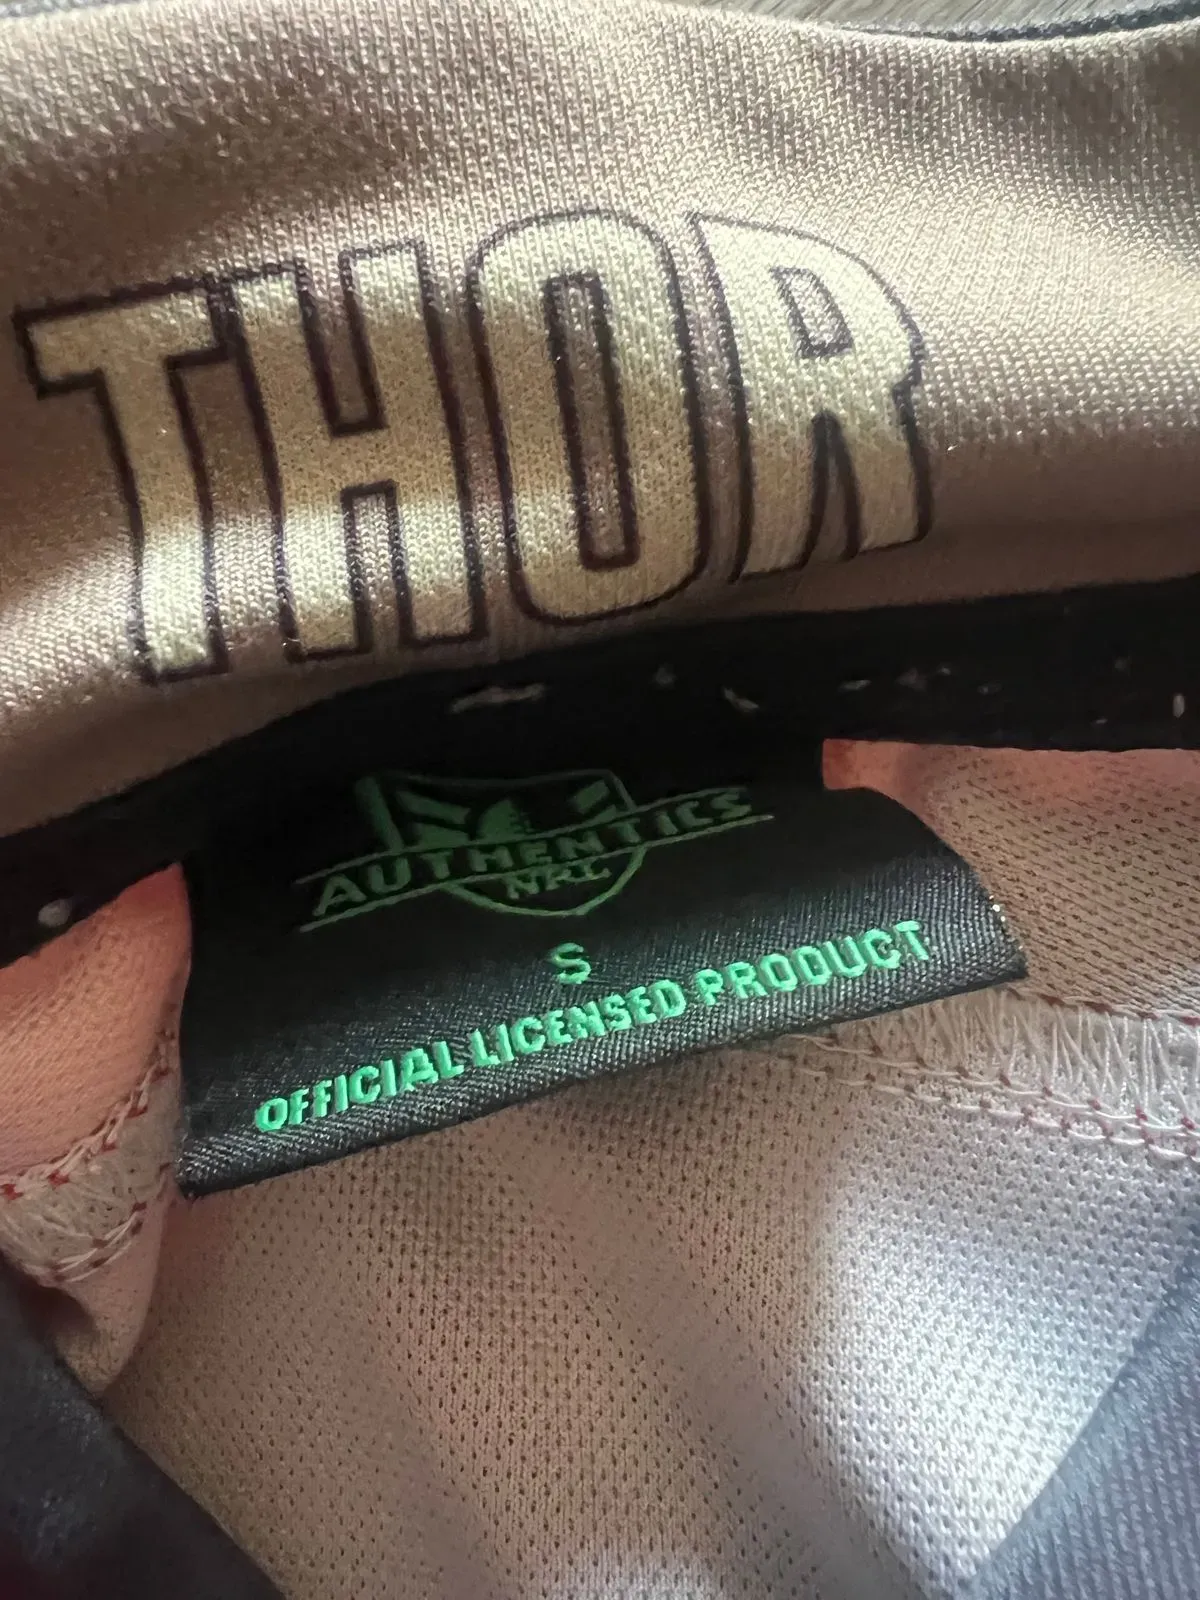 THOR
AUTHENTICS
NRL
S
OFFICIAL LICENSED PRODUCT